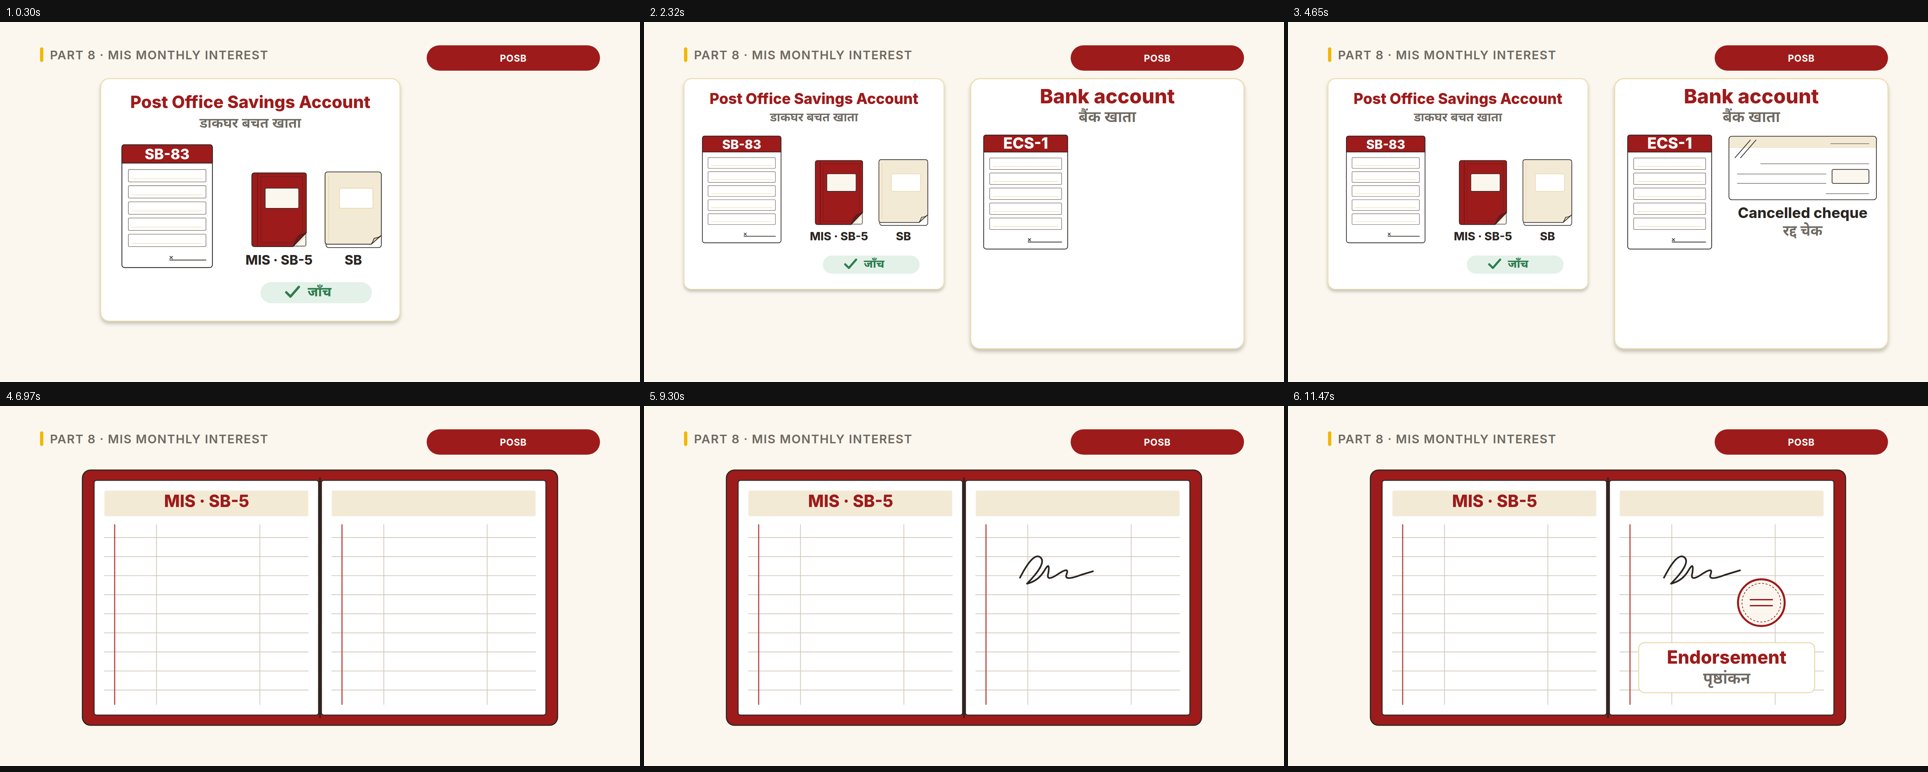 1. 0.30s
PART 8 · MIS MONTHLY INTEREST
POSB
Post Office Savings Account
डाकघर बचत खाता
SB-83
MIS · SB-5
SB
जाँच
2. 2.32s
PART 8 · MIS MONTHLY INTEREST
POSB
Post Office Savings Account
डाकघर बचत खाता
SB-83
MIS · SB-5
SB
जाँच
Bank account
बैंक खाता
ECS-1
3. 4.65s
PART 8 · MIS MONTHLY INTEREST
POSB
Post Office Savings Account
डाकघर बचत खाता
SB-83
MIS · SB-5
SB
जाँच
Bank account
बैंक खाता
ECS-1
Cancelled cheque
रद्द चेक
4. 6.97s
PART 8 · MIS MONTHLY INTEREST
POSB
MIS · SB-5
5. 9.30s
PART 8 · MIS MONTHLY INTEREST
POSB
MIS · SB-5
6. 11.47s
PART 8 · MIS MONTHLY INTEREST
POSB
MIS · SB-5
Endorsement
पृष्ठांकन